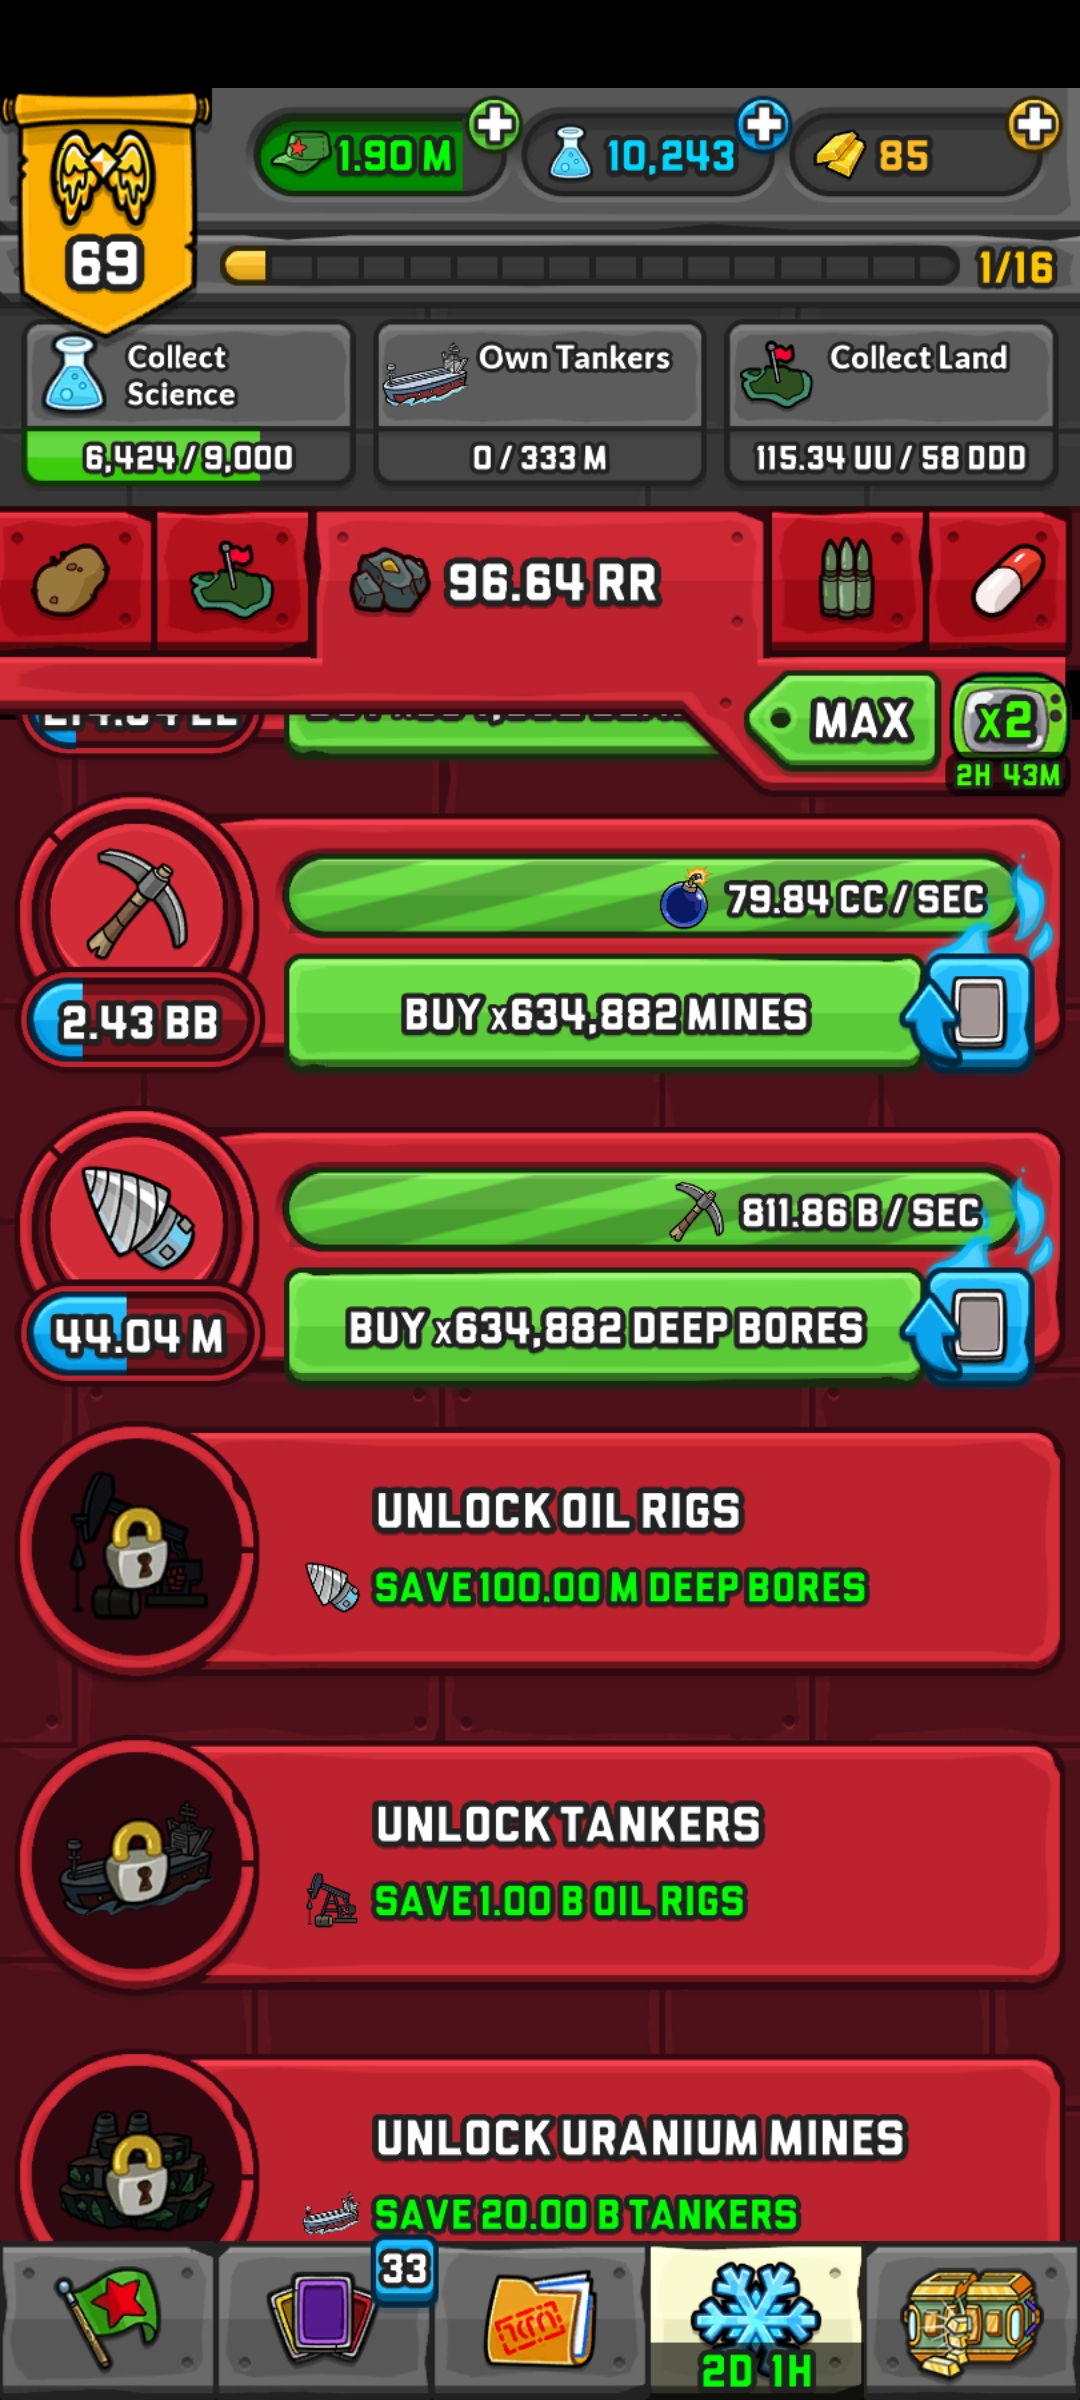 1.90 M
10,243
85
69
1/16
Collect
Science
6,424/9,000
Own Tankers
0/333 M
Collect Land
115.34 UU/58 DDD
96.64 RR
MAX
x2
2H 43M
79.84 CC/SEC
2.43 BB
BUY x634,882 MINES
811.86 B/SEC
44.04 M
BUY x634,882 DEEP BORES
UNLOCK OIL RIGS
SAVE 100.00 M DEEP BORES
UNLOCK TANKERS
SAVE 1.00 B OIL RIGS
UNLOCK URANIUM MINES
SAVE 20.00 B TANKERS
33
2D 1H